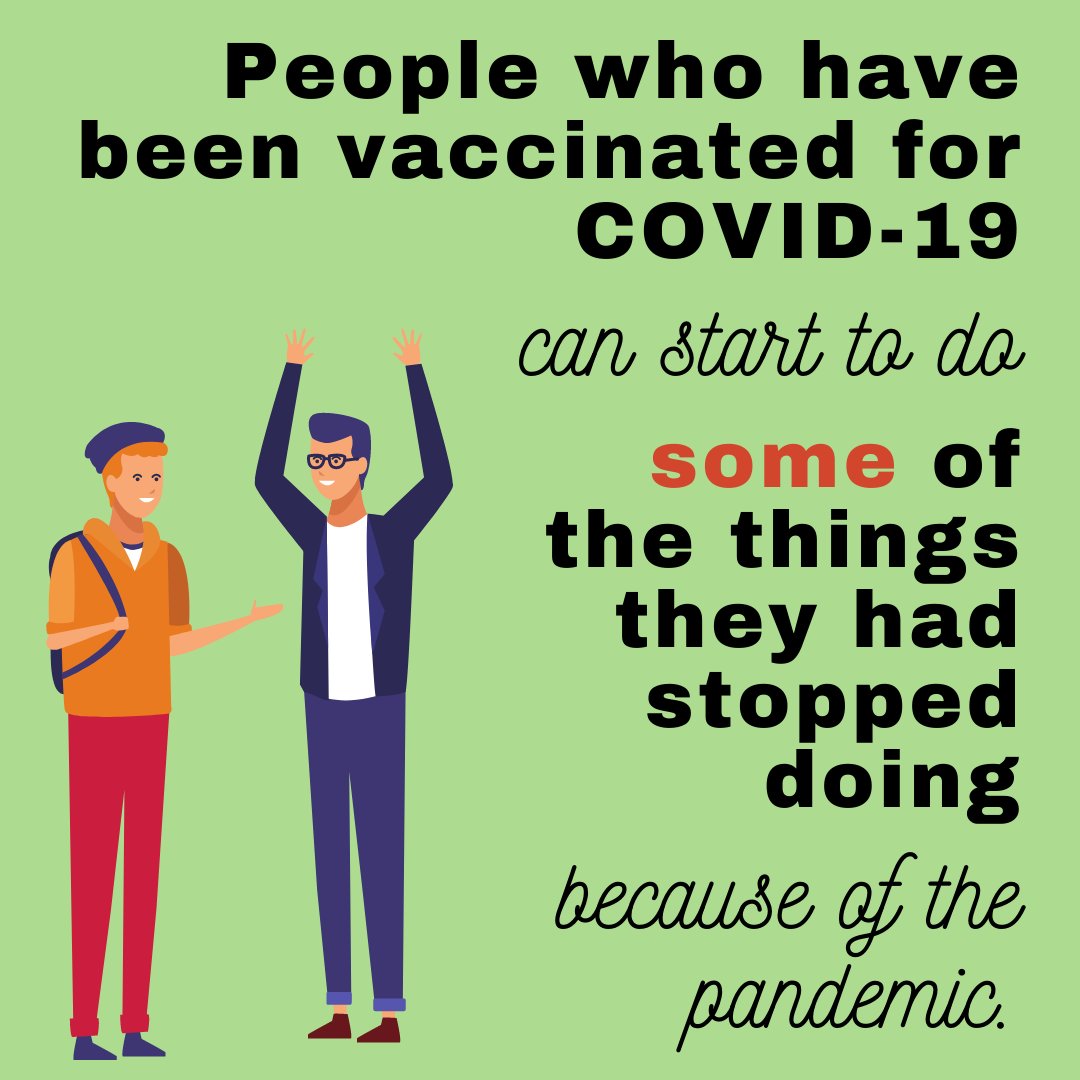 People who have
been vaccinated for
COVID-19
can start to do
some of
the things
they had
stopped
doing
because of the
pandemic.